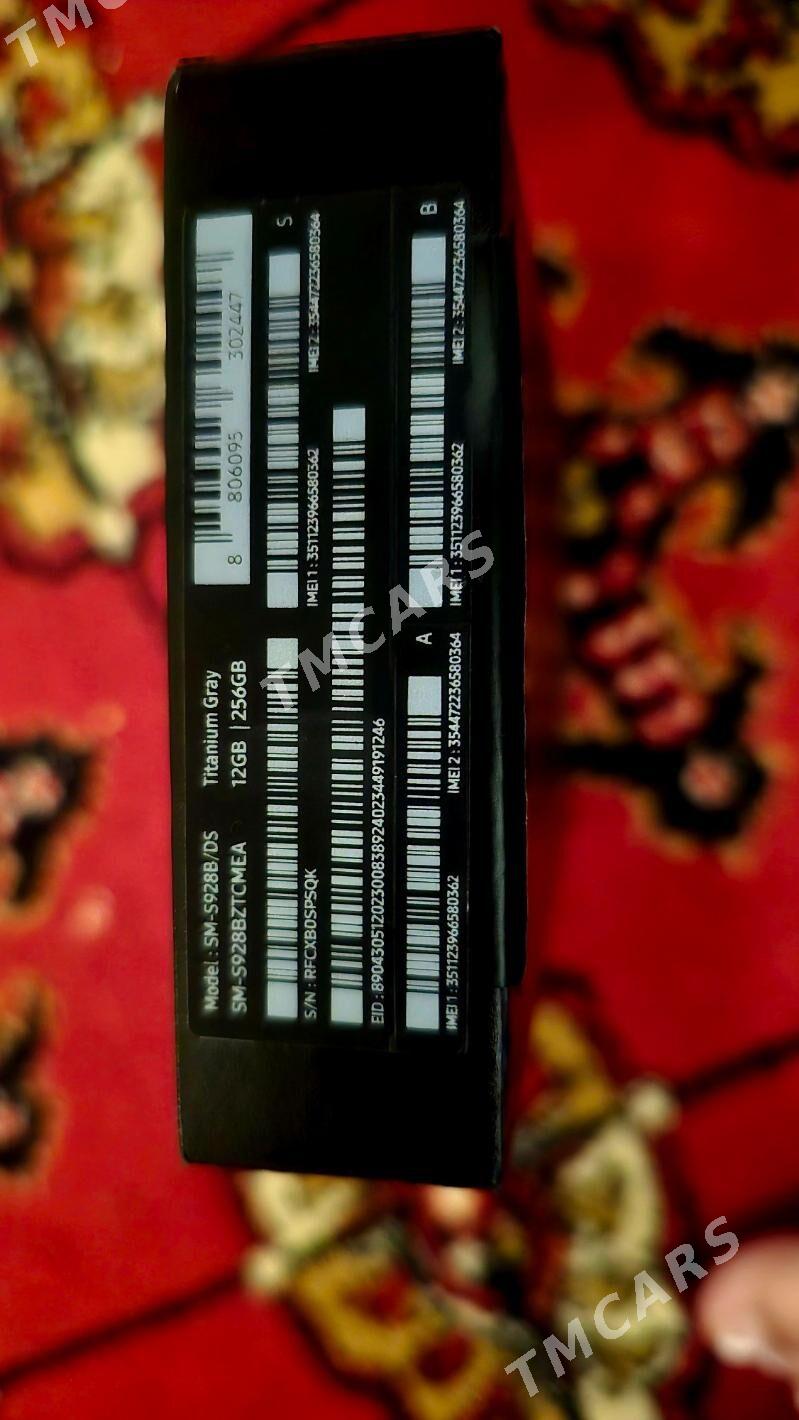 Model : SM-S928B/DS Titanium Gray
SM-S928BZTCMEA 12GB | 256GB
8 806095 302447
S/N : RFCXB0SPSQK
IMEI 1 : 351123966580362 IMEI 2 : 354472236580364 S
EID : 89043051202300838924023449191246
IMEI 1 : 351123966580362 IMEI 2 : 354472236580364 A
IMEI 1 : 351123966580362 IMEI 2 : 354472236580364 B
TMCARS
TMCARS
TMCARS